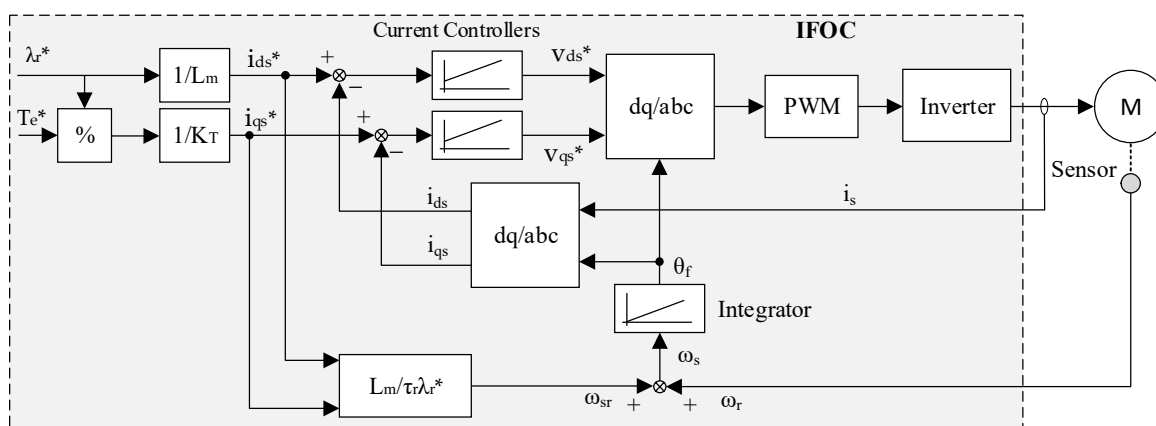 Current Controllers
IFOC
λr*
1/Lm
ids*
+
−
vds*
dq/abc
PWM
Inverter
M
Te*
%
1/KT
iqs*
+
−
vqs*
Sensor
ids
is
dq/abc
iqs
θf
Integrator
ωs
Lm/τrλr*
ωsr
+
+
ωr